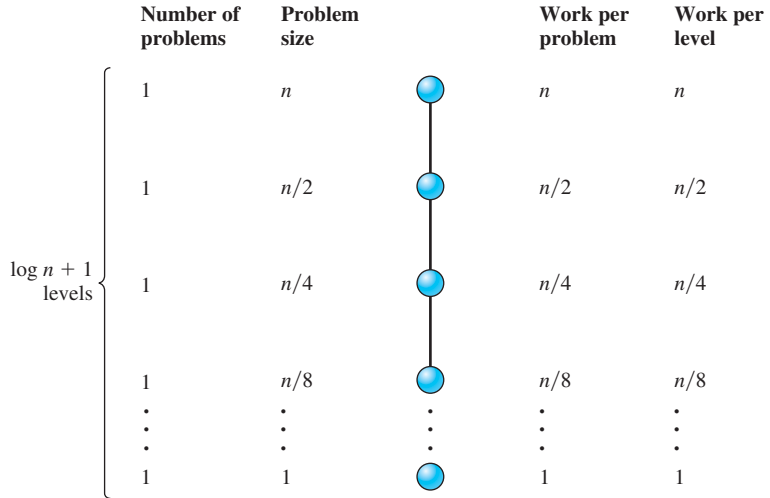 Number of problems Problem size Work per problem Work per level
1 n n n
1 n/2 n/2 n/2
log n + 1 levels
1 n/4 n/4 n/4
1 n/8 n/8 n/8
1 1 1 1